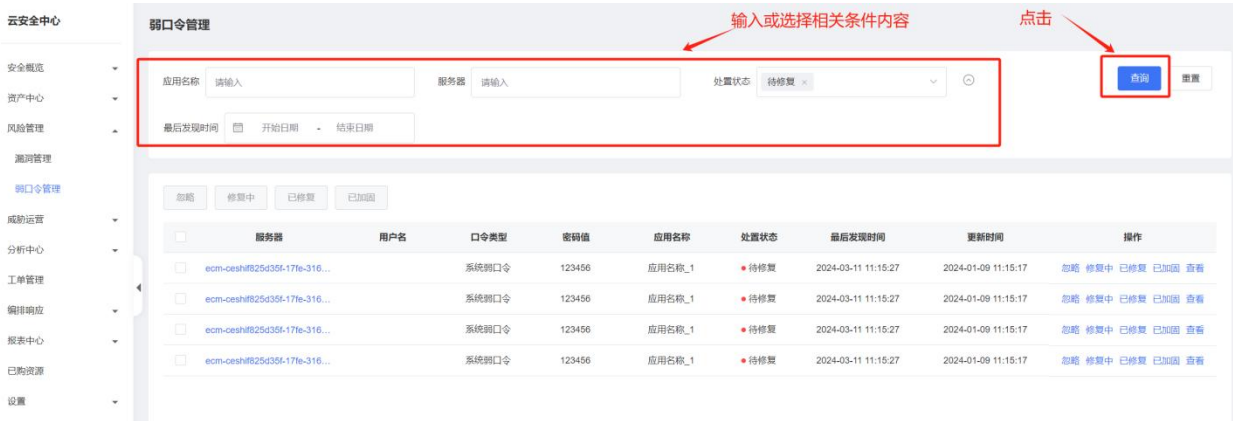 云安全中心
弱口令管理
输入或选择相关条件内容
点击
安全概览
资产中心
风险管理
漏洞管理
弱口令管理
威胁运营
分析中心
工单管理
编排响应
报表中心
已购资源
设置
应用名称 请输入 服务器 请输入 处置状态 待修复 × 查询 重置
最后发现时间 开始日期 - 结束日期
忽略 修复中 已修复 已加固
服务器 用户名 口令类型 密码值 应用名称 处置状态 最后发现时间 更新时间 操作
ecm-ceshif825d35f-17fe-316... 系统弱口令 123456 应用名称_1 待修复 2024-03-11 11:15:27 2024-01-09 11:15:17 忽略 修复中 已修复 已加固 查看
ecm-ceshif825d35f-17fe-316... 系统弱口令 123456 应用名称_1 待修复 2024-03-11 11:15:27 2024-01-09 11:15:17 忽略 修复中 已修复 已加固 查看
ecm-ceshif825d35f-17fe-316... 系统弱口令 123456 应用名称_1 待修复 2024-03-11 11:15:27 2024-01-09 11:15:17 忽略 修复中 已修复 已加固 查看
ecm-ceshif825d35f-17fe-316... 系统弱口令 123456 应用名称_1 待修复 2024-03-11 11:15:27 2024-01-09 11:15:17 忽略 修复中 已修复 已加固 查看